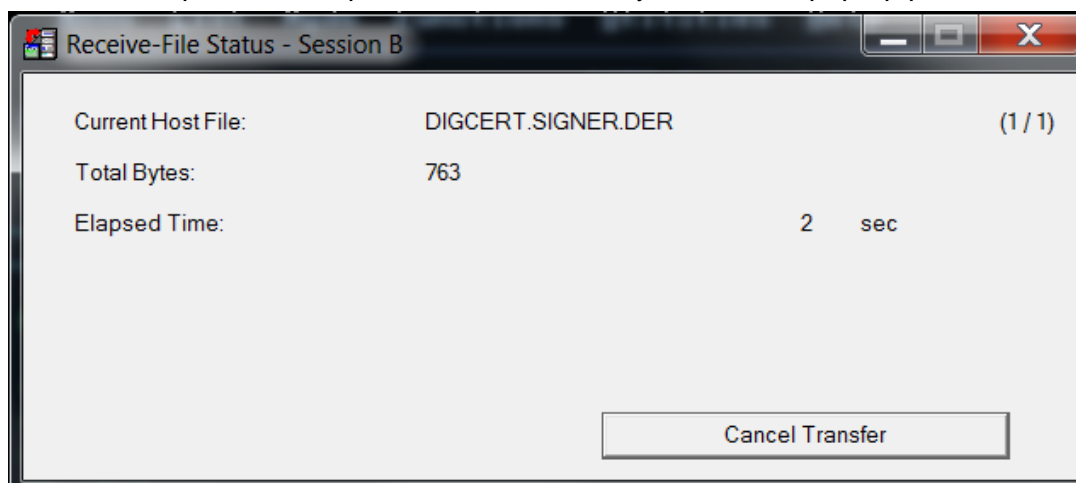 Receive-File Status - Session B
Current Host File: DIGCERT.SIGNER.DER (1 / 1)
Total Bytes: 763
Elapsed Time: 2 sec
Cancel Transfer